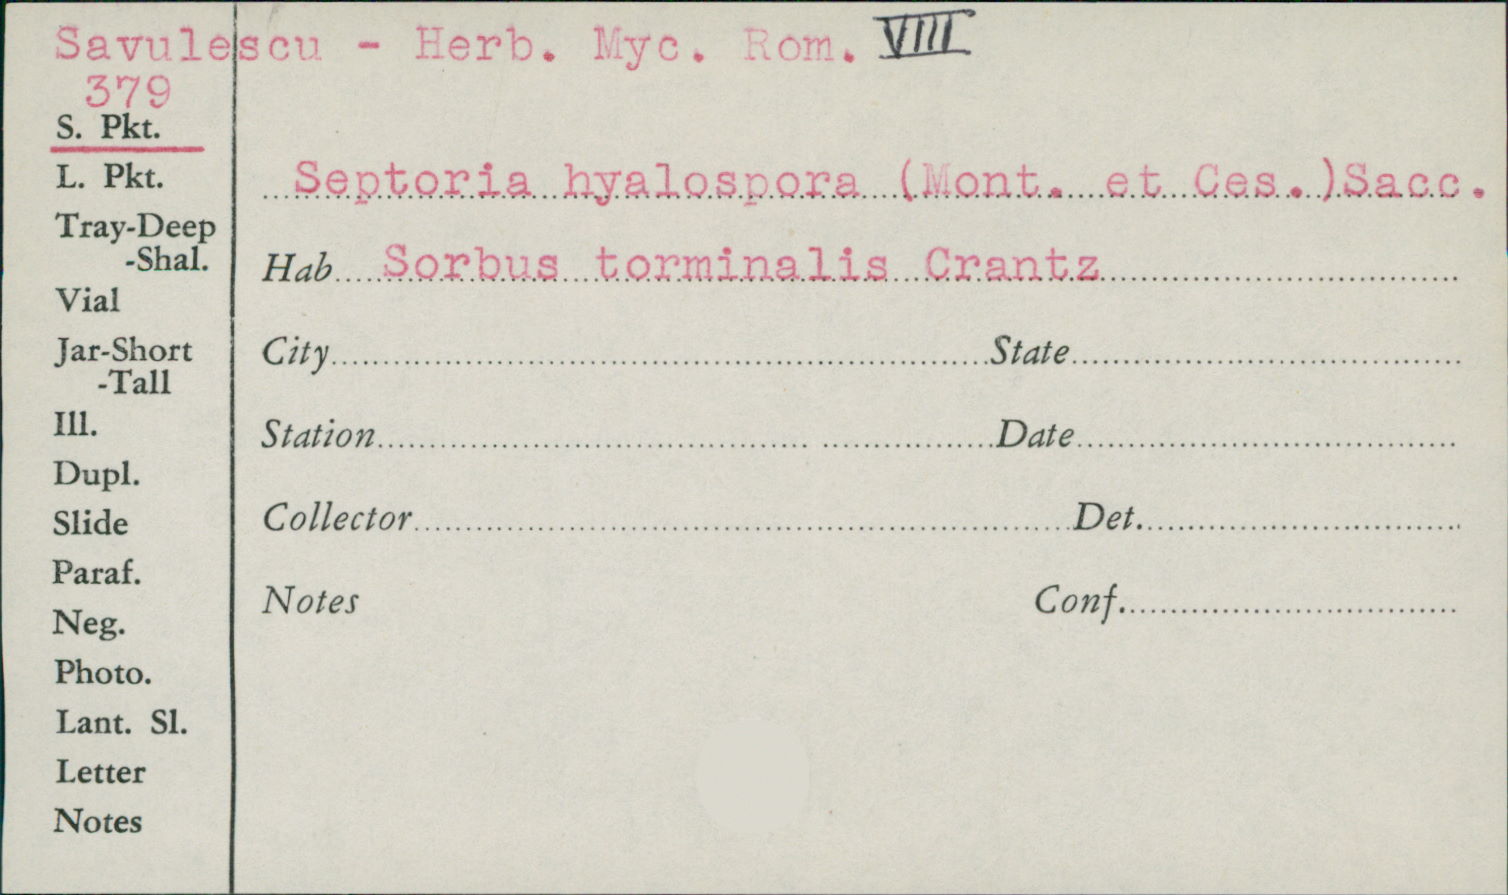 Savulescu - Herb. Myc. Rom. VIII
379
S. Pkt.
L. Pkt.
Septoria hyalospora (Mont. et Ces.)Sacc.
Tray-Deep
-Shal.
Hab Sorbus torminalis Crantz
Vial
Jar-Short
-Tall
City State
Ill.
Station Date
Dupl.
Slide
Collector Det.
Paraf.
Neg.
Notes Conf.
Photo.
Lant. Sl.
Letter
Notes